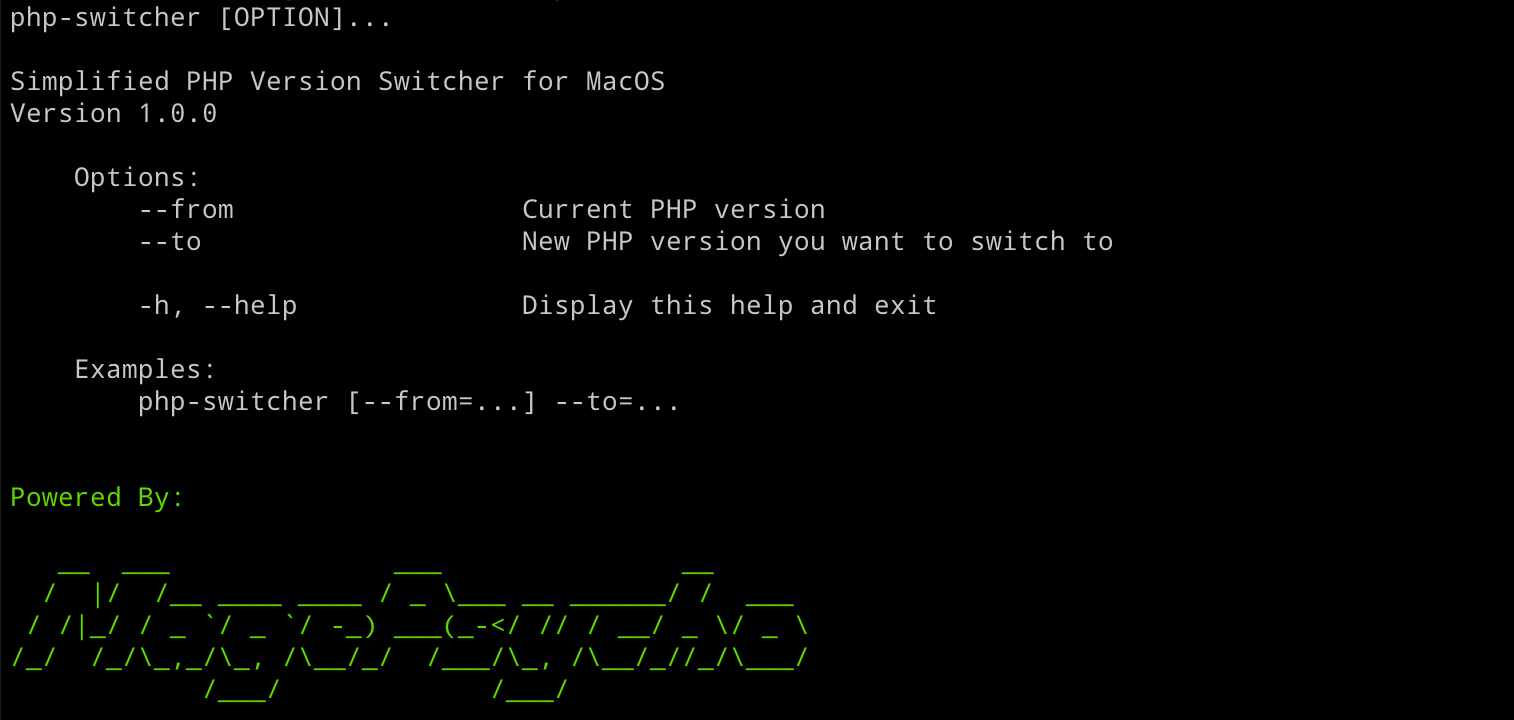 php-switcher [OPTION]...
Simplified PHP Version Switcher for MacOS
Version 1.0.0
Options:
--from Current PHP version
--to New PHP version you want to switch to
-h, --help Display this help and exit
Examples:
php-switcher [--from=...] --to=...
Powered By:
MagePsycho